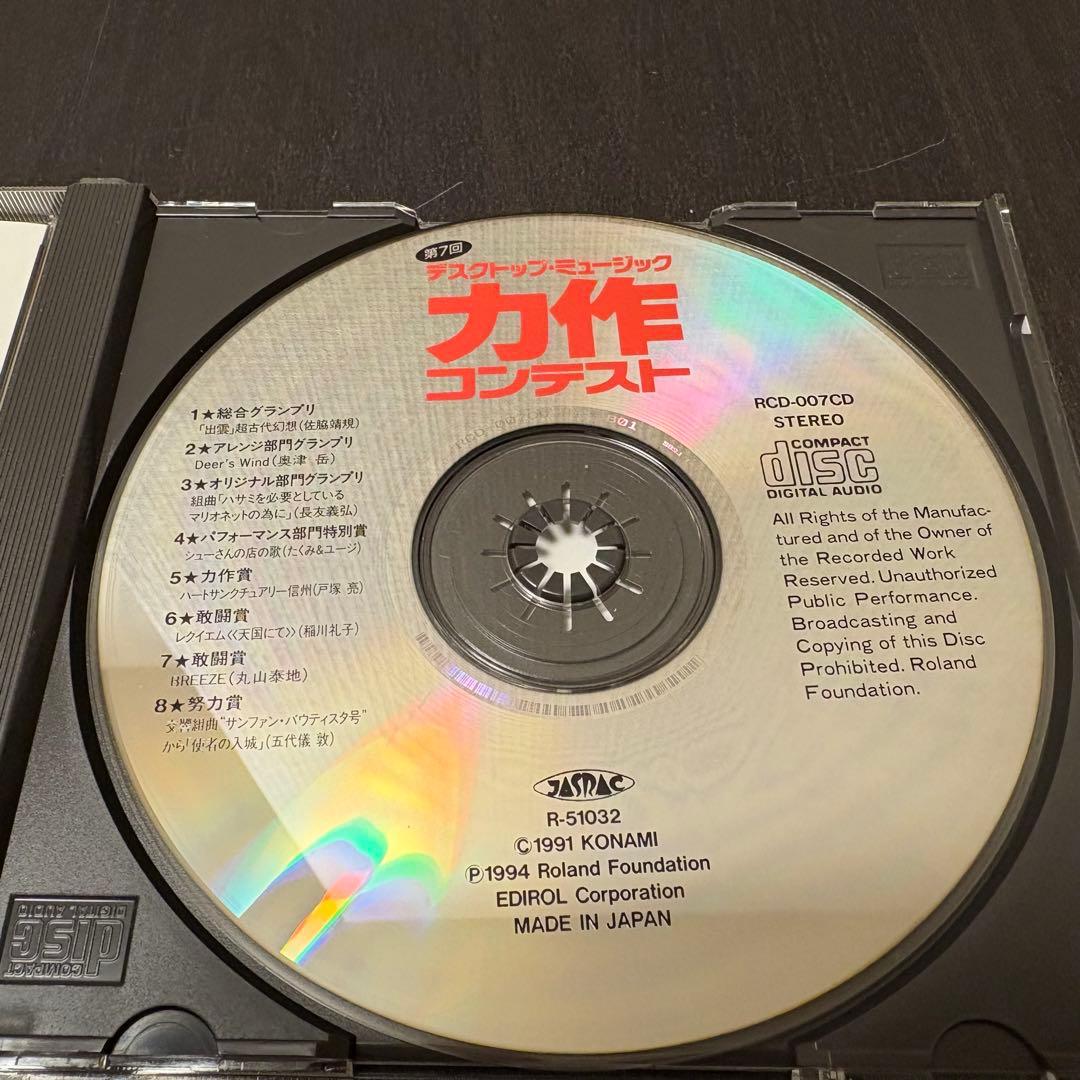 第7回
デスクトップ・ミュージック
力作
コンテスト
1★総合グランプリ
「出雲」超古代幻想(佐脇靖規)
2★アレンジ部門グランプリ
Deer's Wind(奥津 岳)
3★オリジナル部門グランプリ
組曲「ハサミを必要としている
マリオネットの為に」(長友義弘)
4★パフォーマンス部門特別賞
シューさんの店の歌(たくみ&ユージ)
5★力作賞
ハートサンクチュアリー信州(戸塚 亮)
6★敢闘賞
レクイエム<<天国にて>>(稲川礼子)
7★敢闘賞
BREEZE(丸山泰地)
8★努力賞
交響組曲“サンファン・バウティスタ号”
から「使者の入城」(五代儀 敦)
RCD-007CD
STEREO
COMPACT
disc
DIGITAL AUDIO
All Rights of the Manufac-
tured and of the Owner of
the Recorded Work
Reserved. Unauthorized
Public Performance.
Broadcasting and
Copying of this Disc
Prohibited. Roland
Foundation.
RCD-007CD
JASRAC
R-51032
©1991 KONAMI
℗1994 Roland Foundation
EDIROL Corporation
MADE IN JAPAN
COMPACT
disc
DIGITAL AUDIO